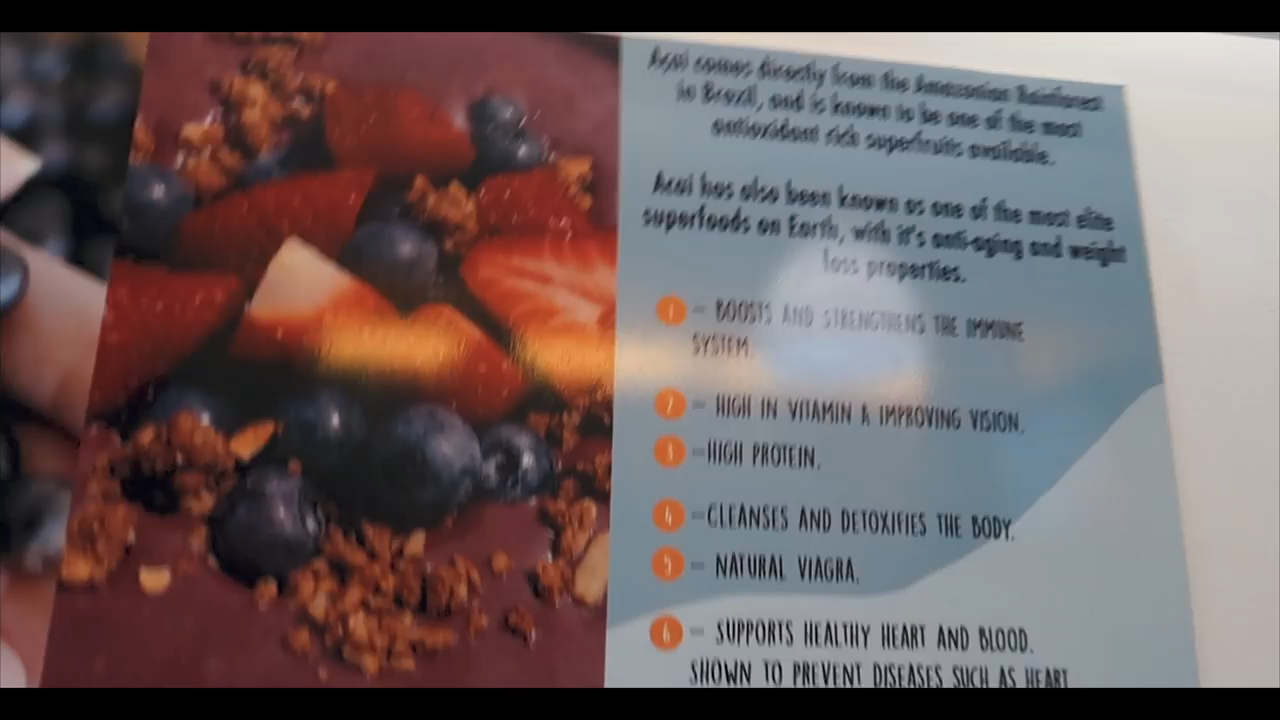 Acai comes directly from the Amazonian Rainforest
in Brazil, and is known to be one of the most
antioxidant rich superfruits available.
Acai has also been known as one of the most elite
superfoods on Earth, with it's anti-aging and weight
loss properties.
1 - BOOSTS AND STRENGTHENS THE IMMUNE
SYSTEM.
2 - HIGH IN VITAMIN A IMPROVING VISION.
3 -HIGH PROTEIN.
4 -CLEANSES AND DETOXIFIES THE BODY.
5 - NATURAL VIAGRA.
6 - SUPPORTS HEALTHY HEART AND BLOOD.
SHOWN TO PREVENT DISEASES SUCH AS HEART